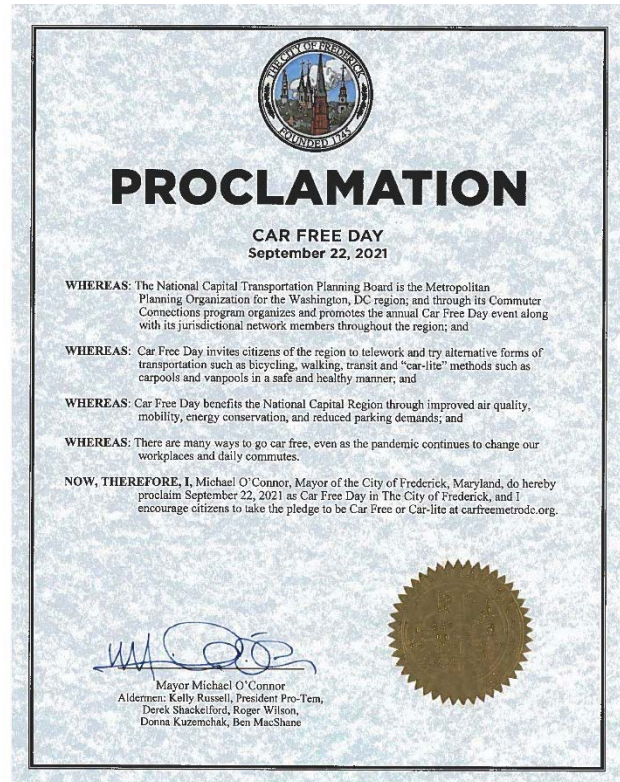 THE CITY OF FREDERICK
FOUNDED 1745
PROCLAMATION
CAR FREE DAY
September 22, 2021
WHEREAS: The National Capital Transportation Planning Board is the Metropolitan
Planning Organization for the Washington, DC region; and through its Commuter
Connections program organizes and promotes the annual Car Free Day event along
with its jurisdictional network members throughout the region; and
WHEREAS: Car Free Day invites citizens of the region to telework and try alternative forms of
transportation such as bicycling, walking, transit and “car-lite” methods such as
carpools and vanpools in a safe and healthy manner; and
WHEREAS: Car Free Day benefits the National Capital Region through improved air quality,
mobility, energy conservation, and reduced parking demands; and
WHEREAS: There are many ways to go car free, even as the pandemic continues to change our
workplaces and daily commutes.
NOW, THEREFORE, I, Michael O’Connor, Mayor of the City of Frederick, Maryland, do hereby
proclaim September 22, 2021 as Car Free Day in The City of Frederick, and I
encourage citizens to take the pledge to be Car Free or Car-lite at carfreemetrodc.org.
Mayor Michael O’Connor
Aldermen: Kelly Russell, President Pro-Tem,
Derek Shackelford, Roger Wilson,
Donna Kuzemchak, Ben MacShane